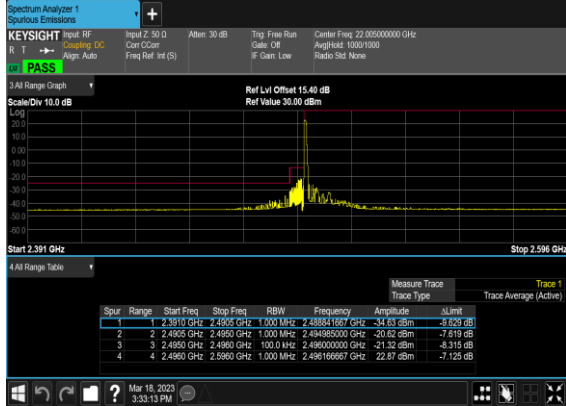 Spectrum Analyzer 1
Spurious Emissions
+
KEYSIGHT Input: RF Input Z: 50 Ω Atten: 30 dB Trig: Free Run Center Freq: 22.005000000 GHz
R T Coupling: DC Corr CCorr Gate: Off Avg|Hold: 1000/1000
Align: Auto Freq Ref: Int (S) IF Gain: Low Radio Std: None
PASS
3 All Range Graph
Ref Lvl Offset 15.40 dB
Scale/Div 10.0 dB Ref Value 30.00 dBm
Log
20.0
10.0
0.00
-10.0
-20.0
-30.0
-40.0
-50.0
-60.0
Start 2.391 GHz Stop 2.596 GHz
4 All Range Table
Measure Trace Trace 1
Trace Type Trace Average (Active)
Spur Range Start Freq Stop Freq RBW Frequency Amplitude ΔLimit
1 1 2.3910 GHz 2.4905 GHz 1.000 MHz 2.488841667 GHz -34.63 dBm -9.629 dB
2 2 2.4905 GHz 2.4950 GHz 1.000 MHz 2.494985000 GHz -20.62 dBm -7.619 dB
3 3 2.4950 GHz 2.4960 GHz 100.0 kHz 2.496000000 GHz -21.32 dBm -8.315 dB
4 4 2.4960 GHz 2.5960 GHz 1.000 MHz 2.496166667 GHz 22.87 dBm -7.125 dB
? Mar 18, 2023
3:33:13 PM